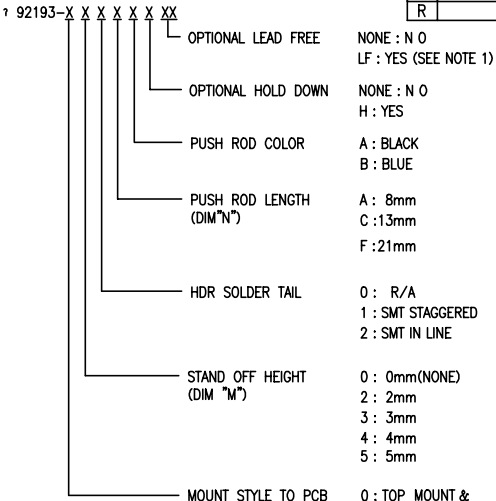 R
92193-X X X X X X XX
OPTIONAL LEAD FREE NONE : N O
LF : YES (SEE NOTE 1)
OPTIONAL HOLD DOWN NONE : N O
H : YES
PUSH ROD COLOR A : BLACK
B : BLUE
PUSH ROD LENGTH A : 8mm
(DIM"N") C :13mm
F :21mm
HDR SOLDER TAIL 0 : R/A
1 : SMT STAGGERED
2 : SMT IN LINE
STAND OFF HEIGHT 0 : 0mm(NONE)
(DIM "M") 2 : 2mm
3 : 3mm
4 : 4mm
5 : 5mm
MOUNT STYLE TO PCB 0 : TOP MOUNT &